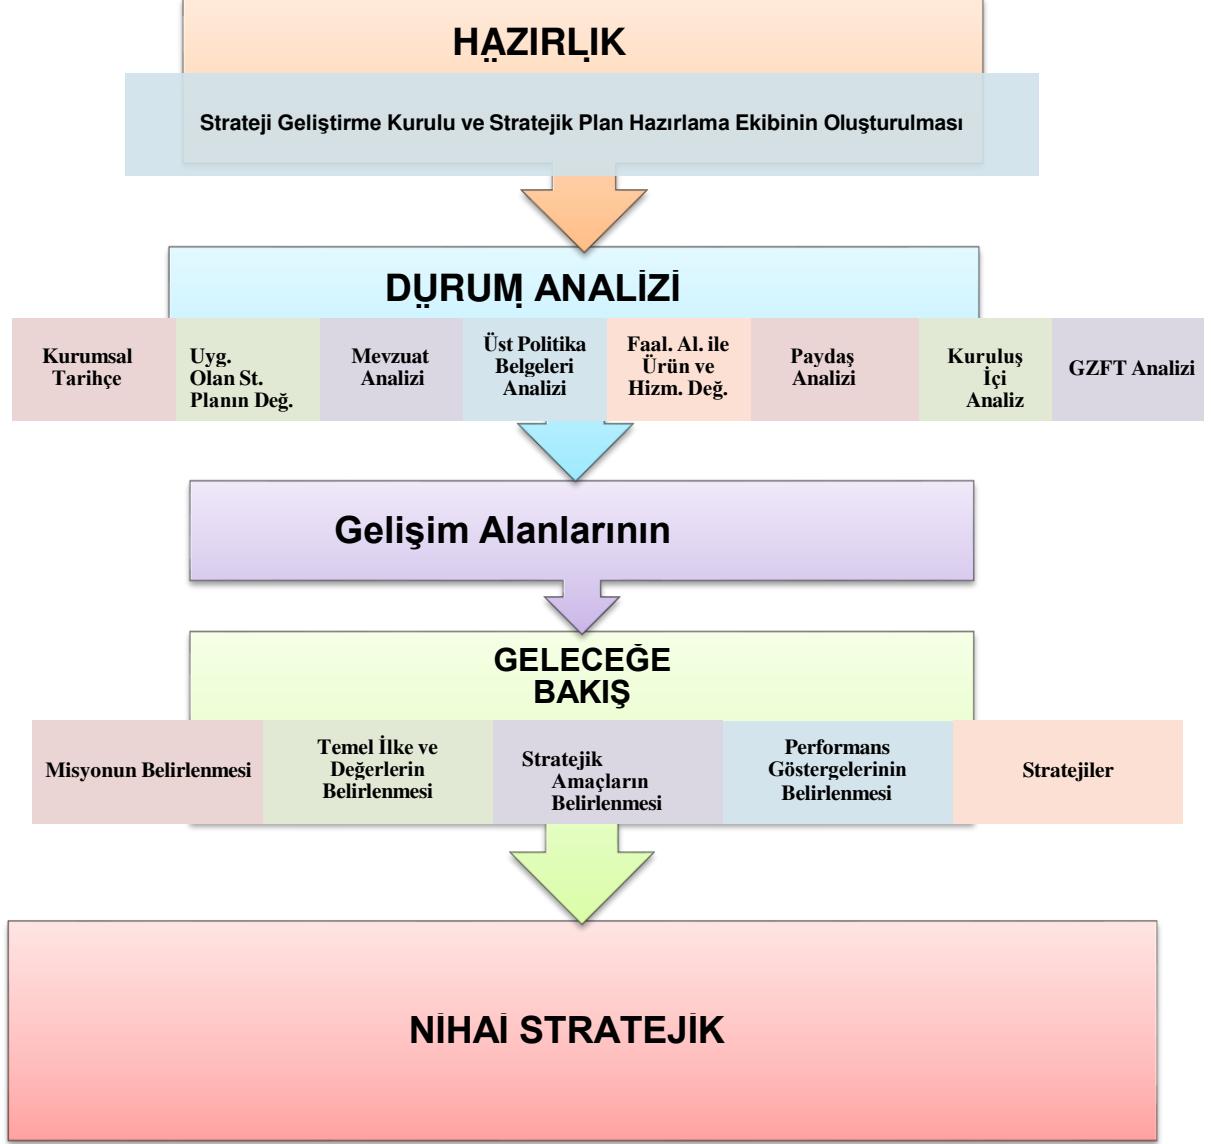 HAZIRLIK
Strateji Geliştirme Kurulu ve Stratejik Plan Hazırlama Ekibinin Oluşturulması
DURUM ANALİZİ
Kurumsal
Tarihçe
Uyg.
Olan St.
Planın Değ.
Mevzuat
Analizi
Üst Politika
Belgeleri
Analizi
Faal. Al. ile
Ürün ve
Hizm. Değ.
Paydaş
Analizi
Kuruluş
İçi
Analiz
GZFT Analizi
Gelişim Alanlarının
GELECEĞE
BAKIŞ
Misyonun Belirlenmesi
Temel İlke ve
Değerlerin
Belirlenmesi
Stratejik
Amaçların
Belirlenmesi
Performans
Göstergelerinin
Belirlenmesi
Stratejiler
NİHAİ STRATEJİK